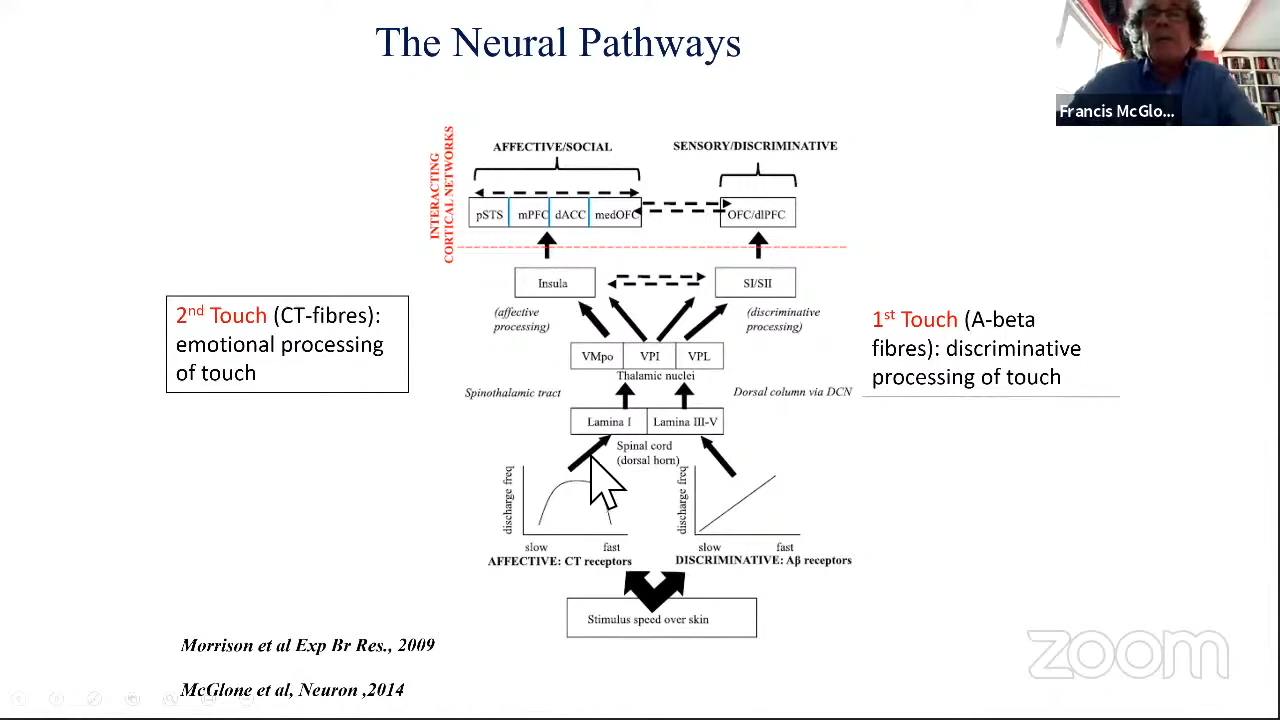 The Neural Pathways
Francis McGlo...
INTERACTING
CORTICAL NETWORKS
AFFECTIVE/SOCIAL
SENSORY/DISCRIMINATIVE
pSTS mPFC dACC medOFC
OFC/dlPFC
Insula
SI/SII
(affective
processing)
(discriminative
processing)
2nd Touch (CT-fibres):
emotional processing
of touch
1st Touch (A-beta
fibres): discriminative
processing of touch
VMpo VPI VPL
Thalamic nuclei
Spinothalamic tract
Dorsal column via DCN
Lamina I Lamina III-V
Spinal cord
(dorsal horn)
discharge freq
discharge freq
slow fast
slow fast
AFFECTIVE: CT receptors
DISCRIMINATIVE: Aβ receptors
Stimulus speed over skin
Morrison et al Exp Br Res., 2009
McGlone et al, Neuron ,2014
zoom